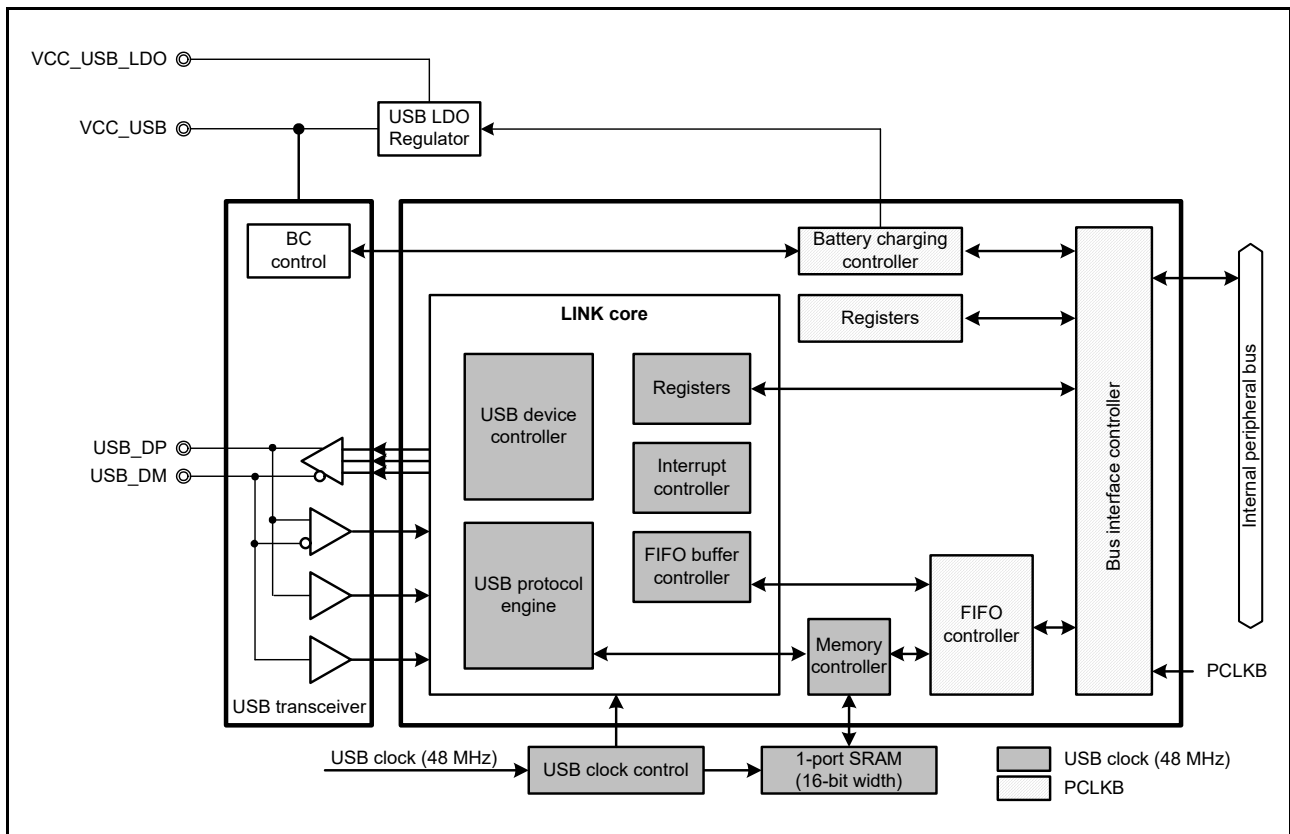 VCC_USB_LDO
VCC_USB
USB LDO
Regulator
BC
control
Battery charging
controller
LINK core
Registers
USB device
controller
Registers
Interrupt
controller
USB_DP
USB_DM
FIFO buffer
controller
USB protocol
engine
FIFO
controller
Memory
controller
Bus interface controller
Internal peripheral bus
PCLKB
USB transceiver
USB clock (48 MHz)
USB clock control
1-port SRAM
(16-bit width)
USB clock (48 MHz)
PCLKB